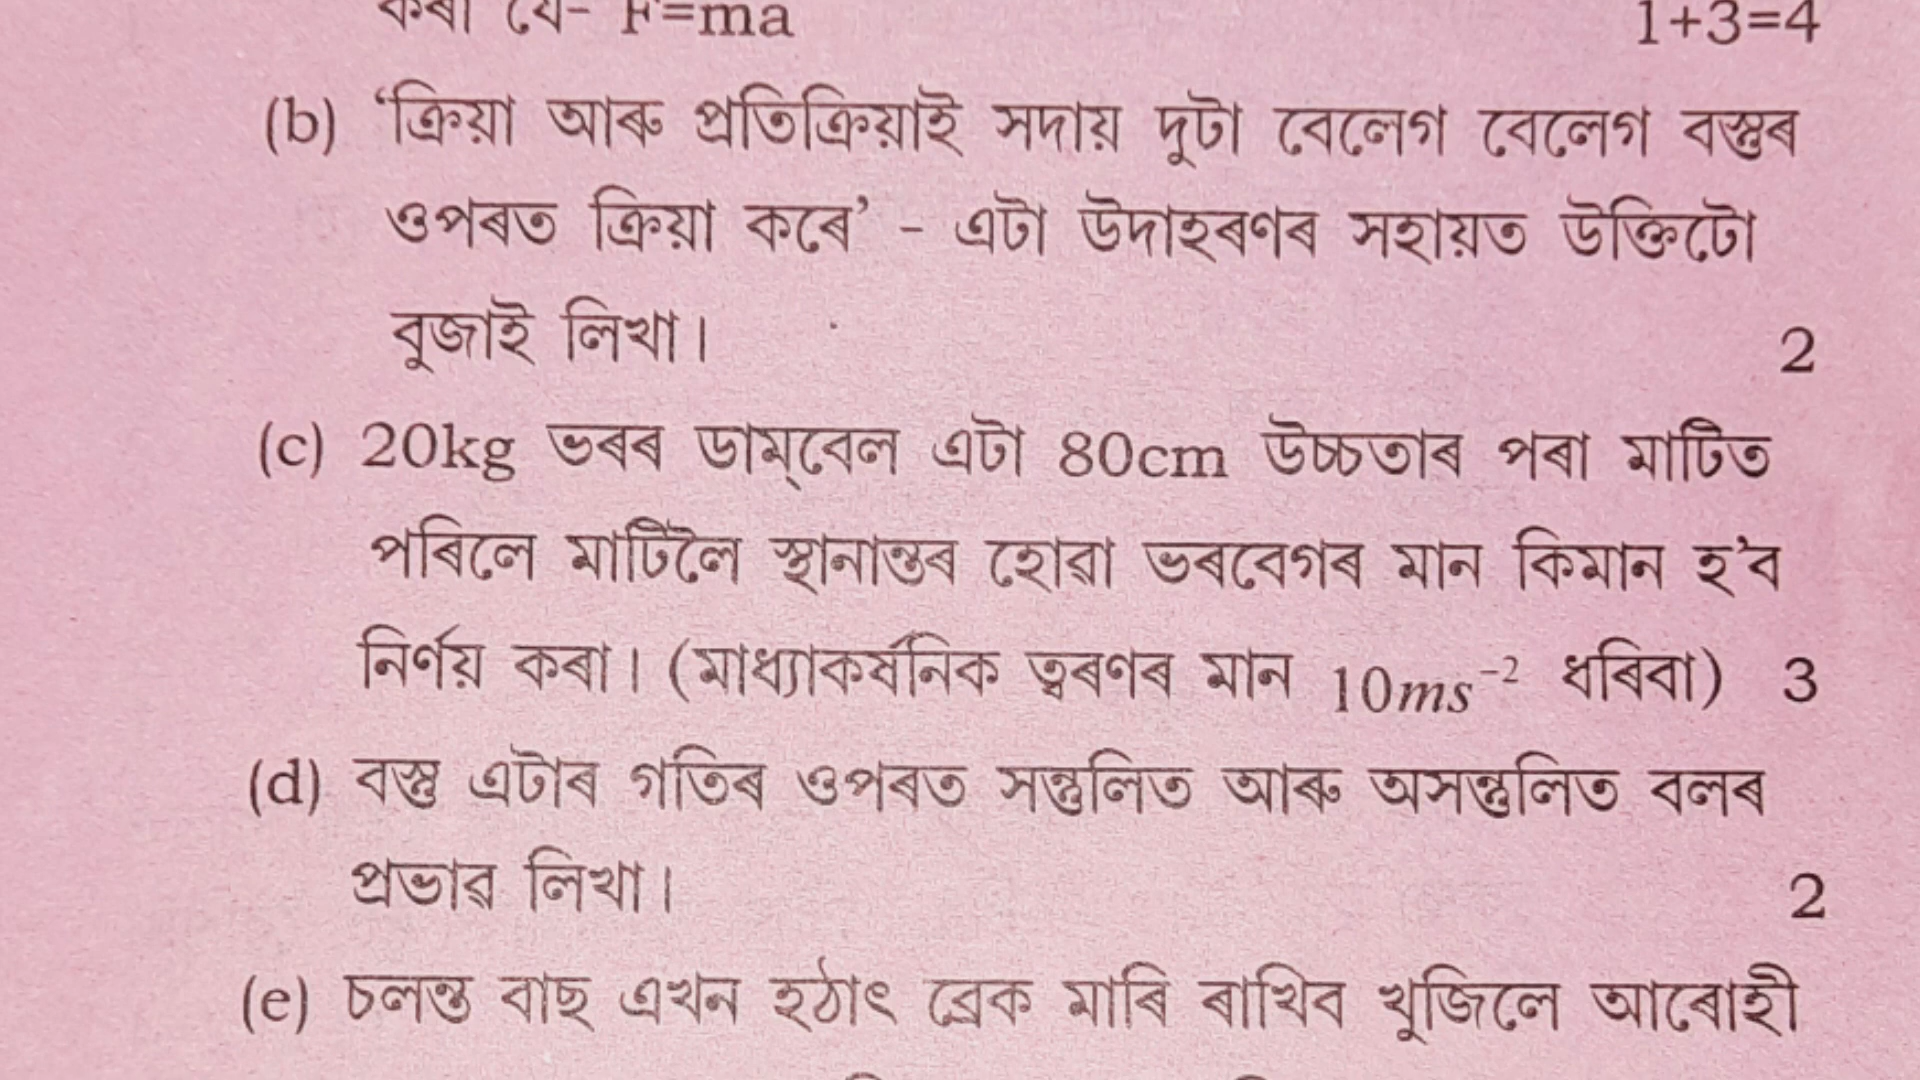 কৰা যে- F=ma 1+3=4
(b) ‘ক্ৰিয়া আৰু প্ৰতিক্ৰিয়াই সদায় দুটা বেলেগ বেলেগ বস্তুৰ
ওপৰত ক্ৰিয়া কৰে’ - এটা উদাহৰণৰ সহায়ত উক্তিটো
বুজাই লিখা। 2
(c) 20kg ভৰৰ ডাম্‌বেল এটা 80cm উচ্চতাৰ পৰা মাটিত
পৰিলে মাটিলৈ স্থানান্তৰ হোৱা ভৰবেগৰ মান কিমান হ’ব
নিৰ্ণয় কৰা। (মাধ্যাকৰ্ষনিক ত্বৰণৰ মান 10ms⁻² ধৰিবা) 3
(d) বস্তু এটাৰ গতিৰ ওপৰত সন্তুলিত আৰু অসন্তুলিত বলৰ
প্ৰভাৱ লিখা। 2
(e) চলন্ত বাছ এখন হঠাৎ ব্ৰেক মাৰি ৰাখিব খুজিলে আৰোহী